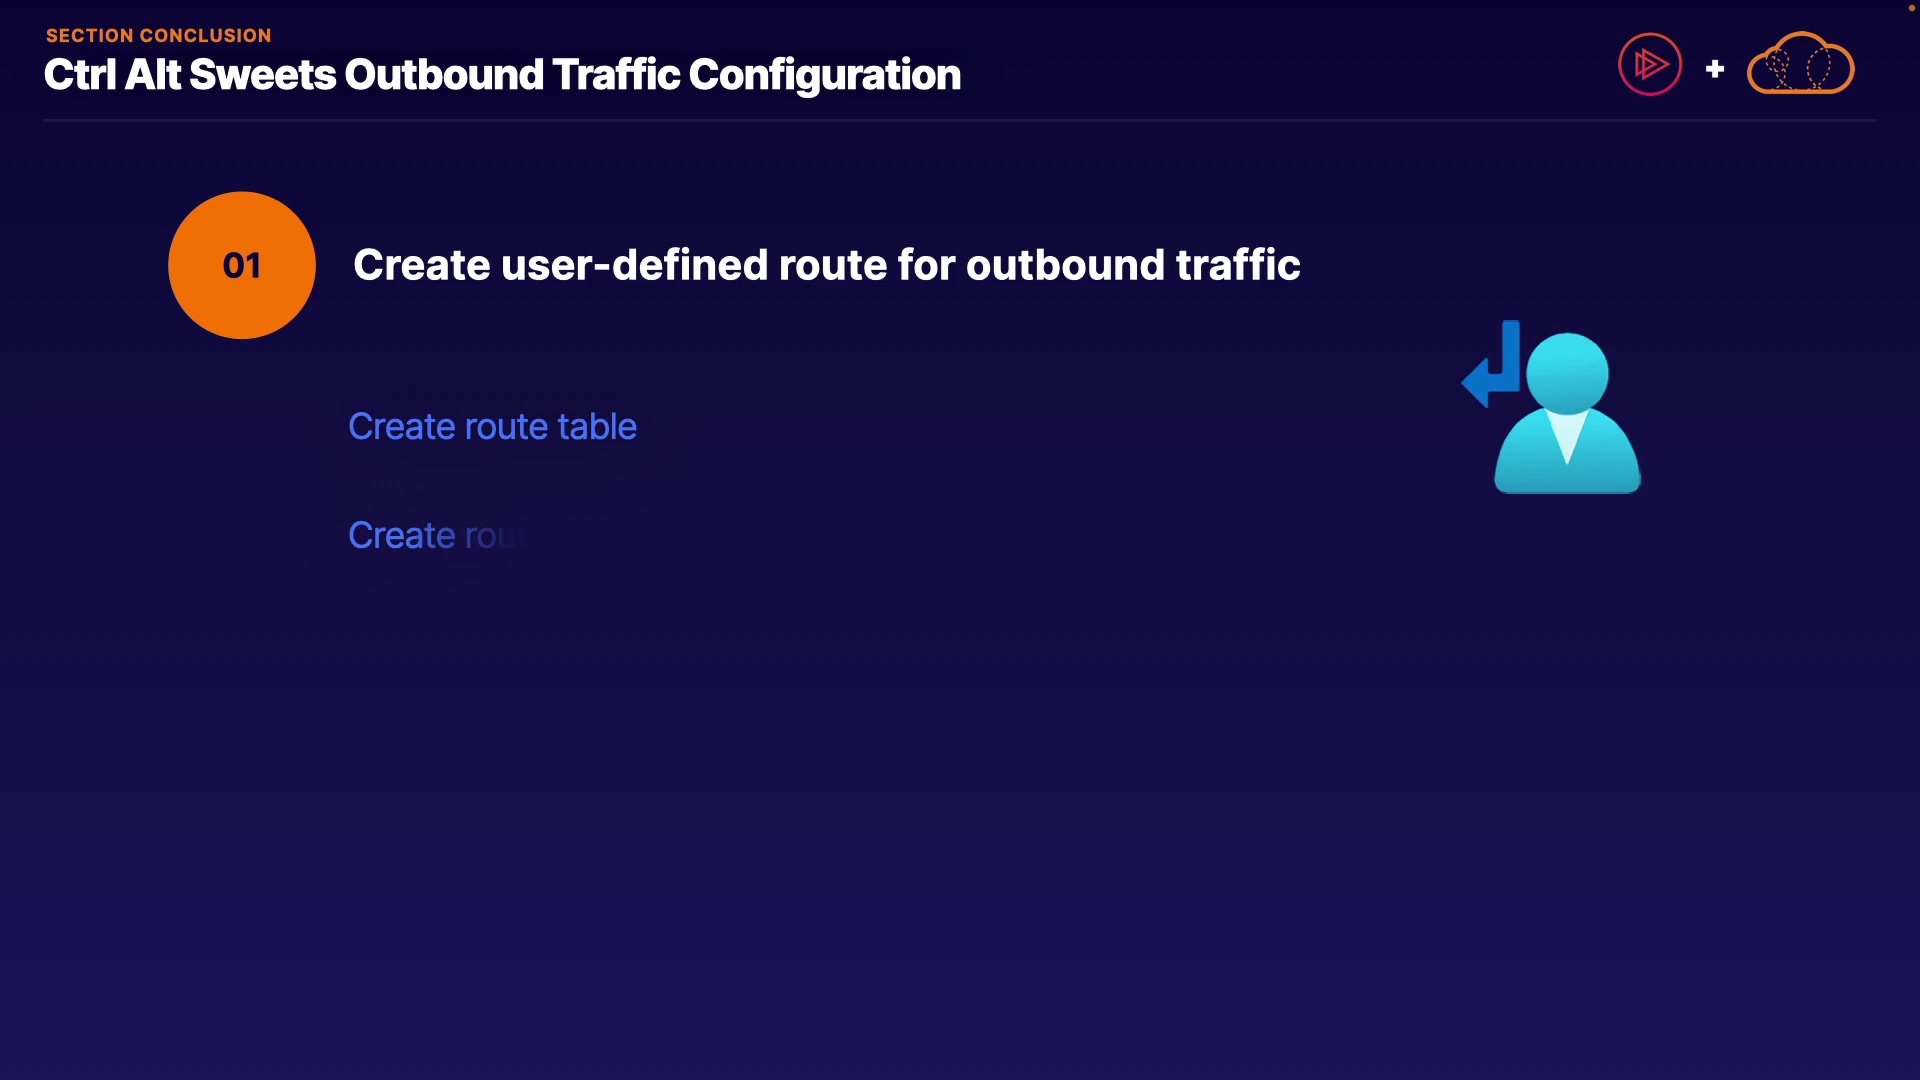 SECTION CONCLUSION
Ctrl Alt Sweets Outbound Traffic Configuration
+
01
Create user-defined route for outbound traffic
Create route table
Create rou